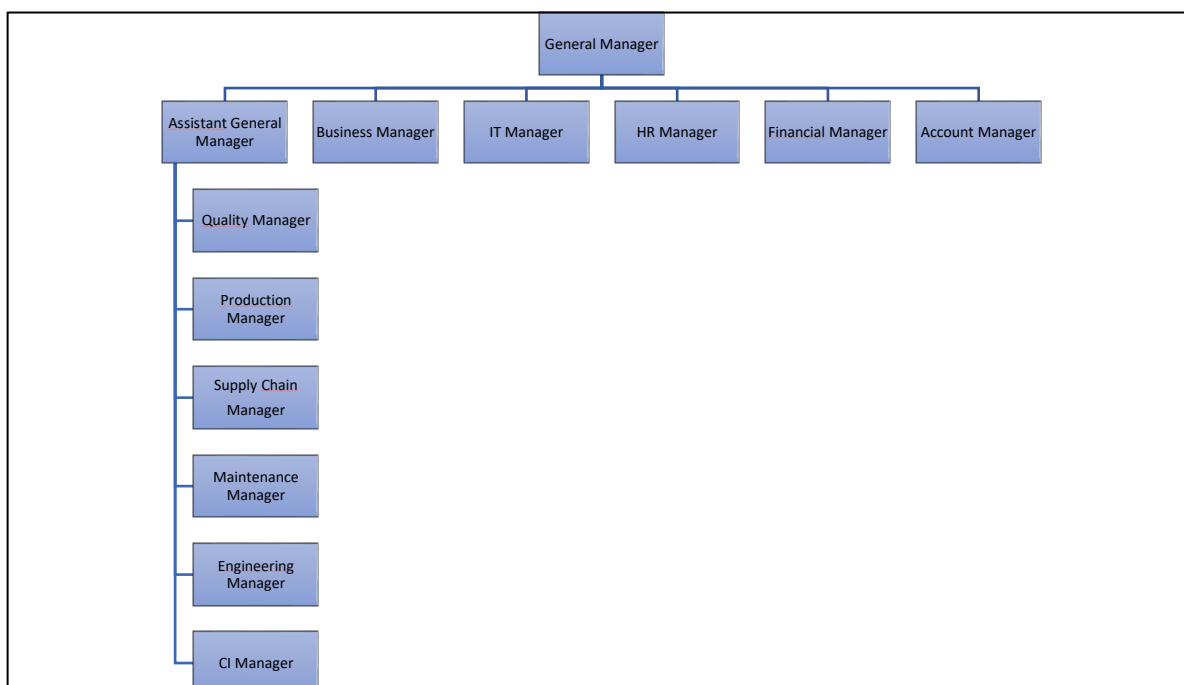 General Manager
Assistant General
Manager
Business Manager
IT Manager
HR Manager
Financial Manager
Account Manager
Quality Manager
Production
Manager
Supply Chain
Manager
Maintenance
Manager
Engineering
Manager
CI Manager